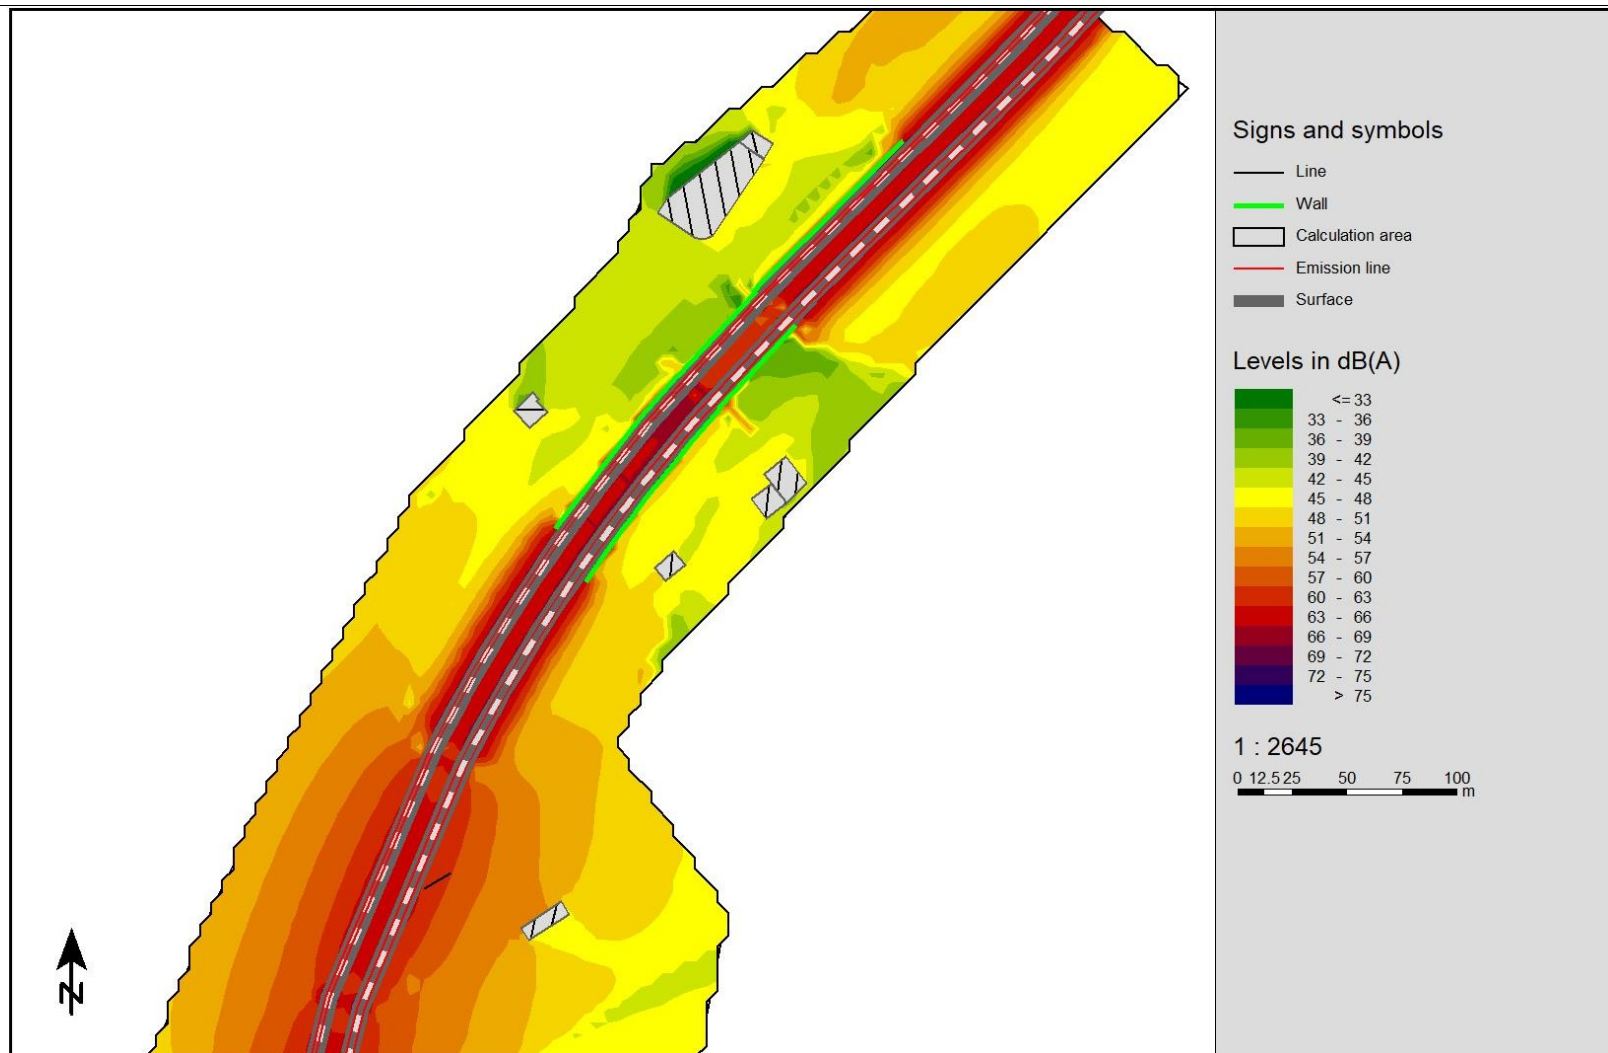 Signs and symbols
Line
Wall
Calculation area
Emission line
Surface
Levels in dB(A)
<= 33
33 - 36
36 - 39
39 - 42
42 - 45
45 - 48
48 - 51
51 - 54
54 - 57
57 - 60
60 - 63
63 - 66
66 - 69
69 - 72
72 - 75
> 75
1 : 2645
0 12.5 25 50 75 100
m
N